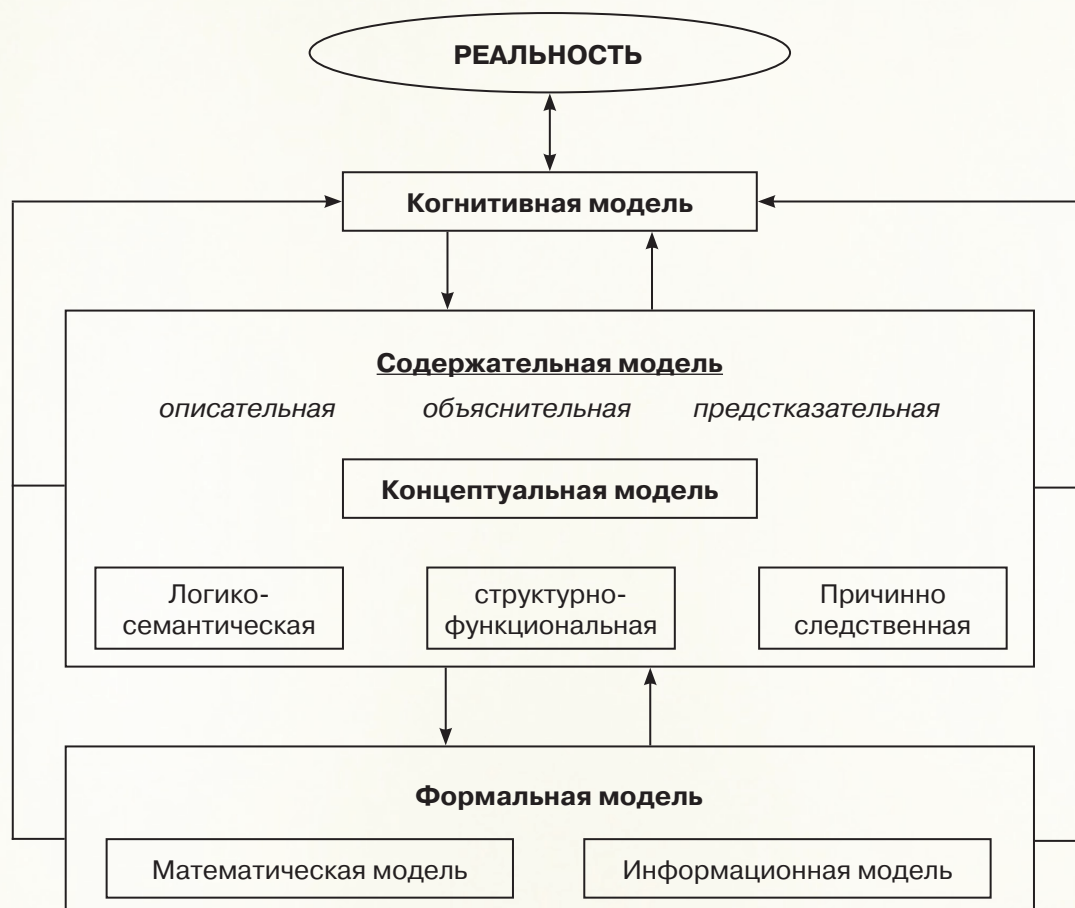 РЕАЛЬНОСТЬ
Когнитивная модель
Содержательная модель
описательная объяснительная предстказательная
Концептуальная модель
Логико-
семантическая
структурно-
функциональная
Причинно
следственная
Формальная модель
Математическая модель
Информационная модель